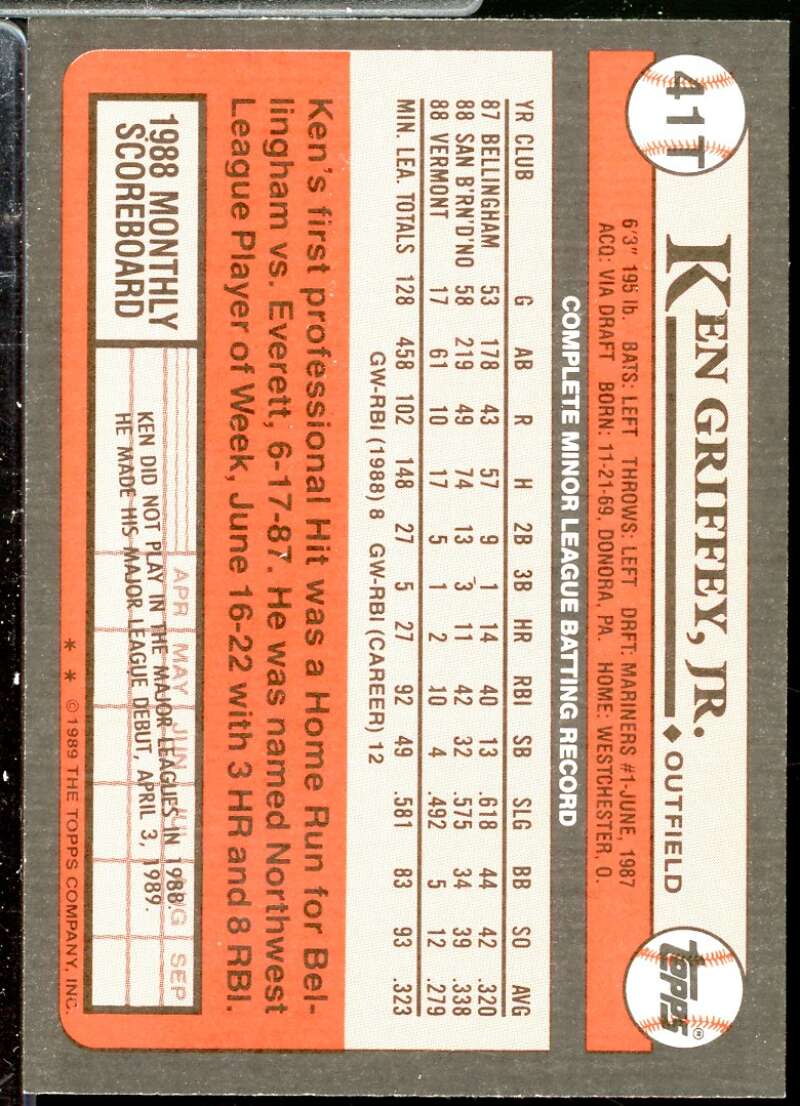 41T
KEN GRIFFEY, JR. ◆OUTFIELD
topps®
6'3" 195 lb. BATS: LEFT THROWS: LEFT DRFT: MARINERS #1-JUNE, 1987
ACQ: VIA DRAFT BORN: 11-21-69, DONORA, PA. HOME: WESTCHESTER, O.
COMPLETE MINOR LEAGUE BATTING RECORD
YR CLUB G AB R H 2B 3B HR RBI SB SLG BB SO AVG
87 BELLINGHAM 53 178 43 57 9 1 14 40 13 .618 44 42 .320
88 SAN B'RN'D'NO 58 219 49 74 13 3 11 42 32 .575 34 39 .338
88 VERMONT 17 61 10 17 5 1 2 10 4 .492 5 12 .279
MIN. LEA. TOTALS 128 458 102 148 27 5 27 92 49 .581 83 93 .323
GW-RBI (1988) 8 GW-RBI (CAREER) 12
Ken's first professional Hit was a Home Run for Bel-
lingham vs. Everett, 6-17-87. He was named Northwest
League Player of Week, June 16-22 with 3 HR and 8 RBI.
1988 MONTHLY
SCOREBOARD
APR MAY JUN JUL AUG SEP
KEN DID NOT PLAY IN THE MAJOR LEAGUES IN 1988.
HE MADE HIS MAJOR LEAGUE DEBUT, APRIL 3, 1989.
* * ©1989 THE TOPPS COMPANY, INC.